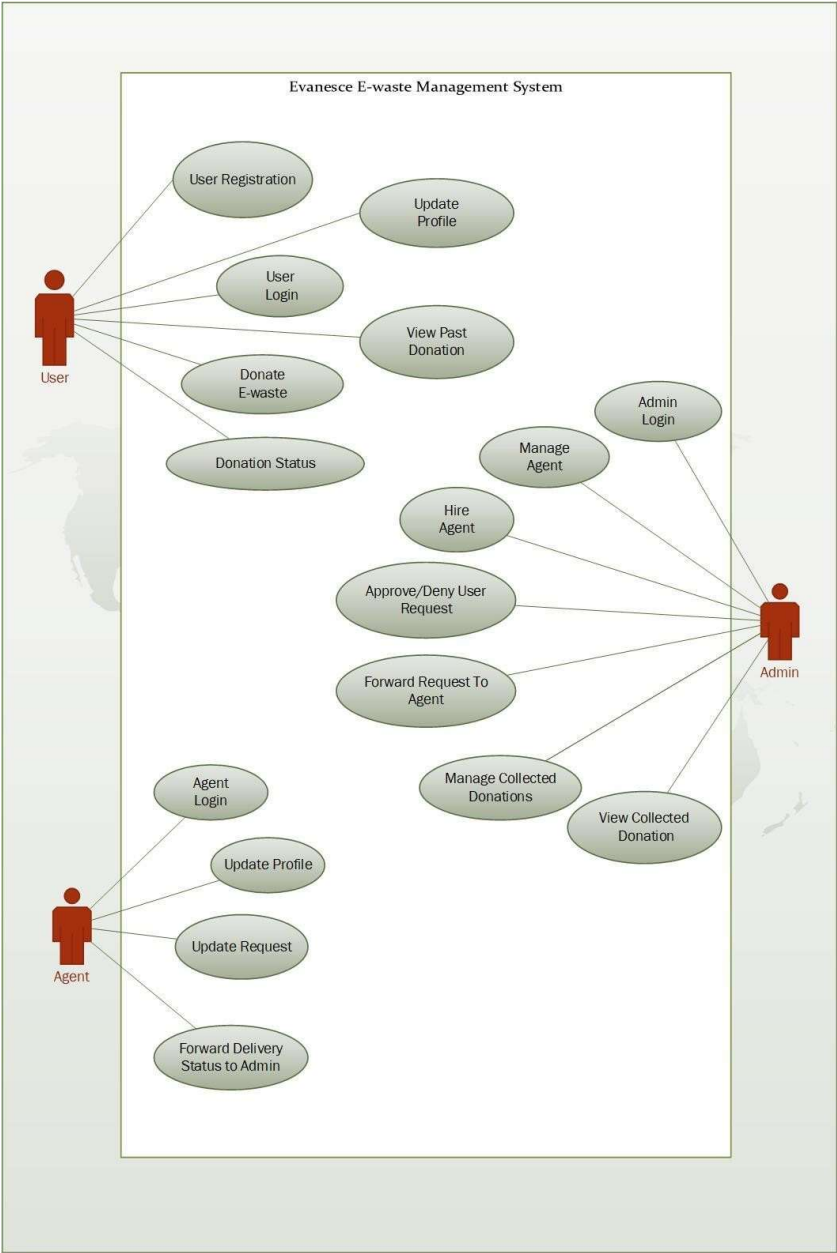 Evanesce E-waste Management System
User Registration
Update
Profile
User
Login
View Past
Donation
User
Donate
E-waste
Donation Status
Admin
Login
Manage
Agent
Hire
Agent
Approve/Deny User
Request
Forward Request To
Agent
Admin
Manage Collected
Donations
View Collected
Donation
Agent
Login
Update Profile
Update Request
Agent
Forward Delivery
Status to Admin